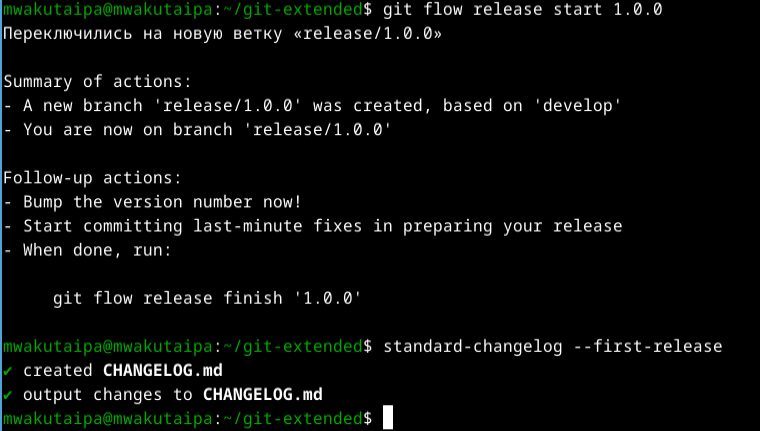 mwakutaipa@mwakutaipa:~/git-extended$ git flow release start 1.0.0
Переключились на новую ветку «release/1.0.0»
Summary of actions:
- A new branch 'release/1.0.0' was created, based on 'develop'
- You are now on branch 'release/1.0.0'
Follow-up actions:
- Bump the version number now!
- Start committing last-minute fixes in preparing your release
- When done, run:
git flow release finish '1.0.0'
mwakutaipa@mwakutaipa:~/git-extended$ standard-changelog --first-release
✔ created CHANGELOG.md
✔ output changes to CHANGELOG.md
mwakutaipa@mwakutaipa:~/git-extended$